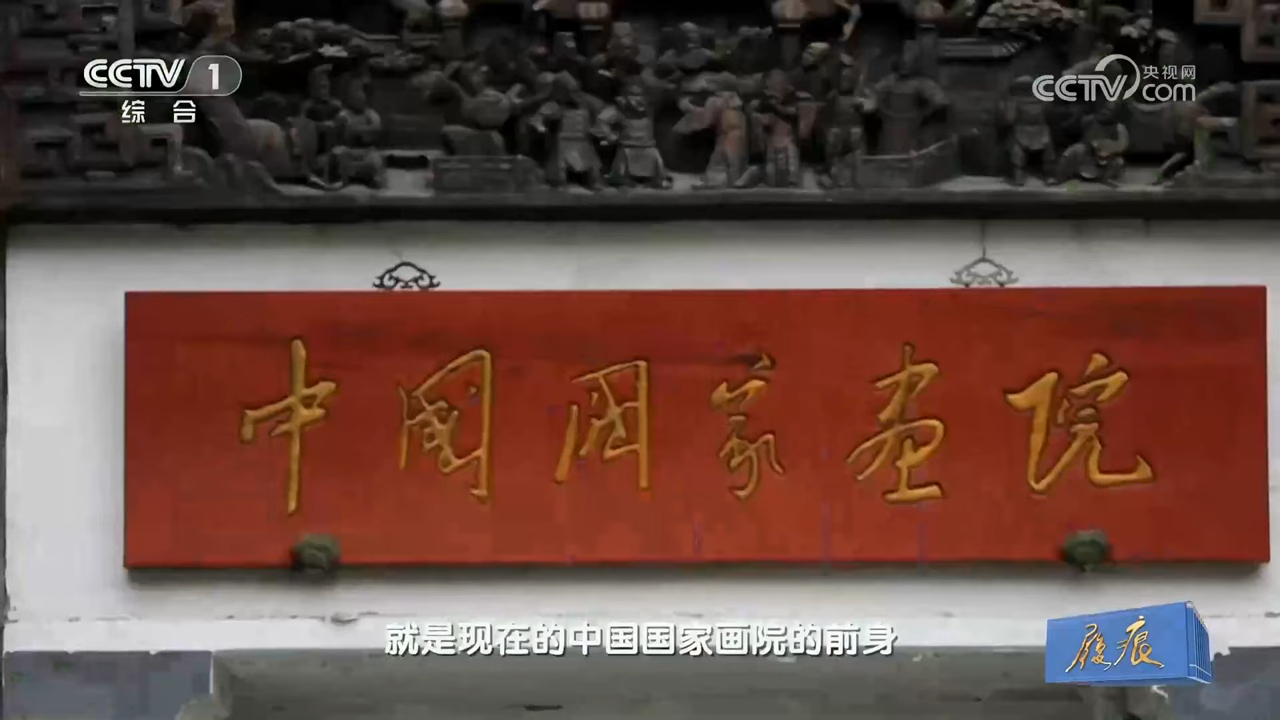 CCTV 1
综合
央视网
CCTV.com
中国国家画院
就是现在的中国国家画院的前身
履痕